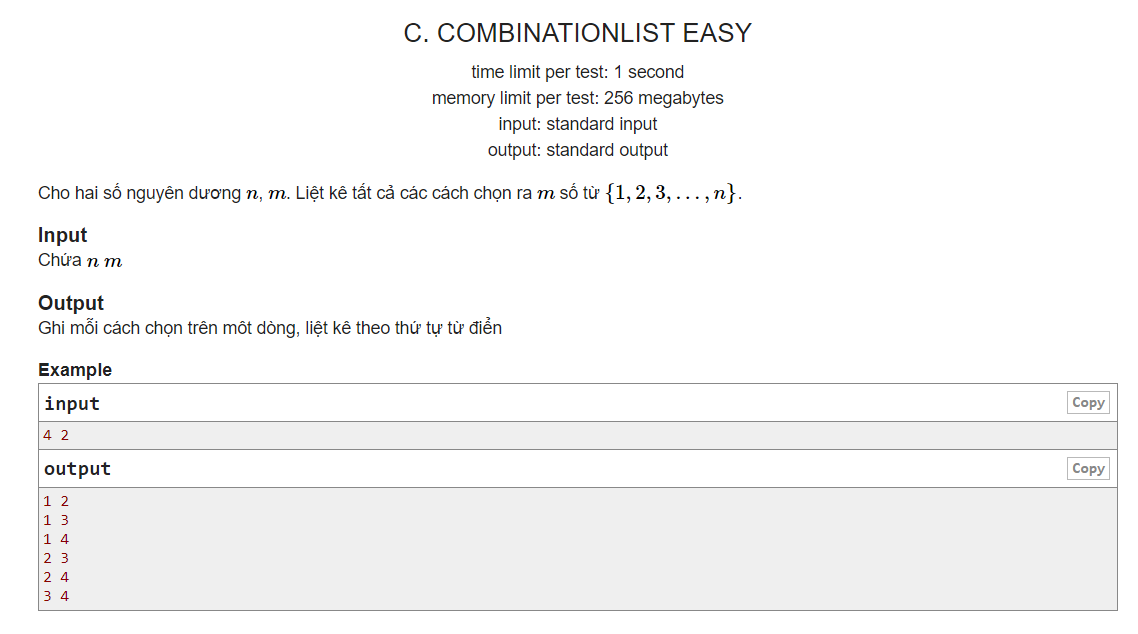 C. COMBINATIONLIST EASY
time limit per test: 1 second
memory limit per test: 256 megabytes
input: standard input
output: standard output
Cho hai số nguyên dương n, m. Liệt kê tất cả các cách chọn ra m số từ {1, 2, 3, . . . , n}.
Input
Chứa n m
Output
Ghi mỗi cách chọn trên môt dòng, liệt kê theo thứ tự từ điển
Example
input
Copy
4 2
output
Copy
1 2
1 3
1 4
2 3
2 4
3 4